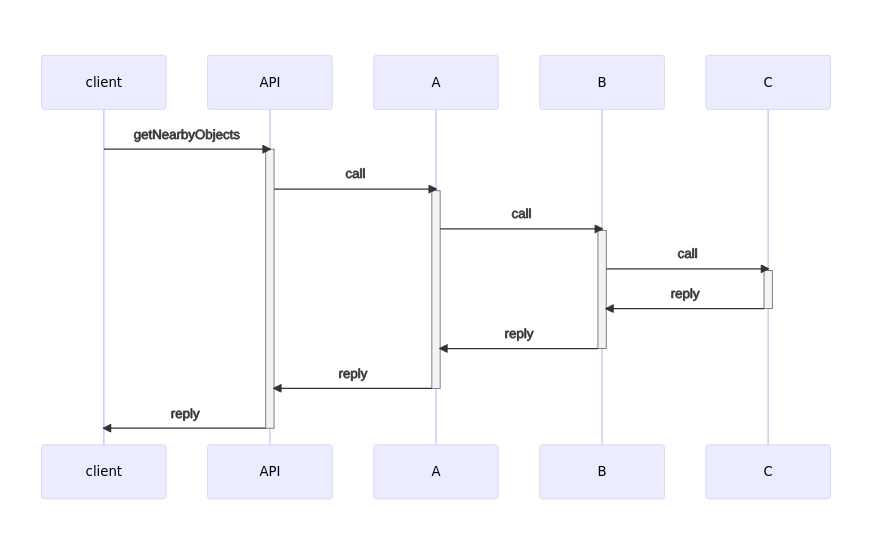 client
API
A
B
C
getNearbyObjects
call
call
call
reply
reply
reply
reply
client
API
A
B
C